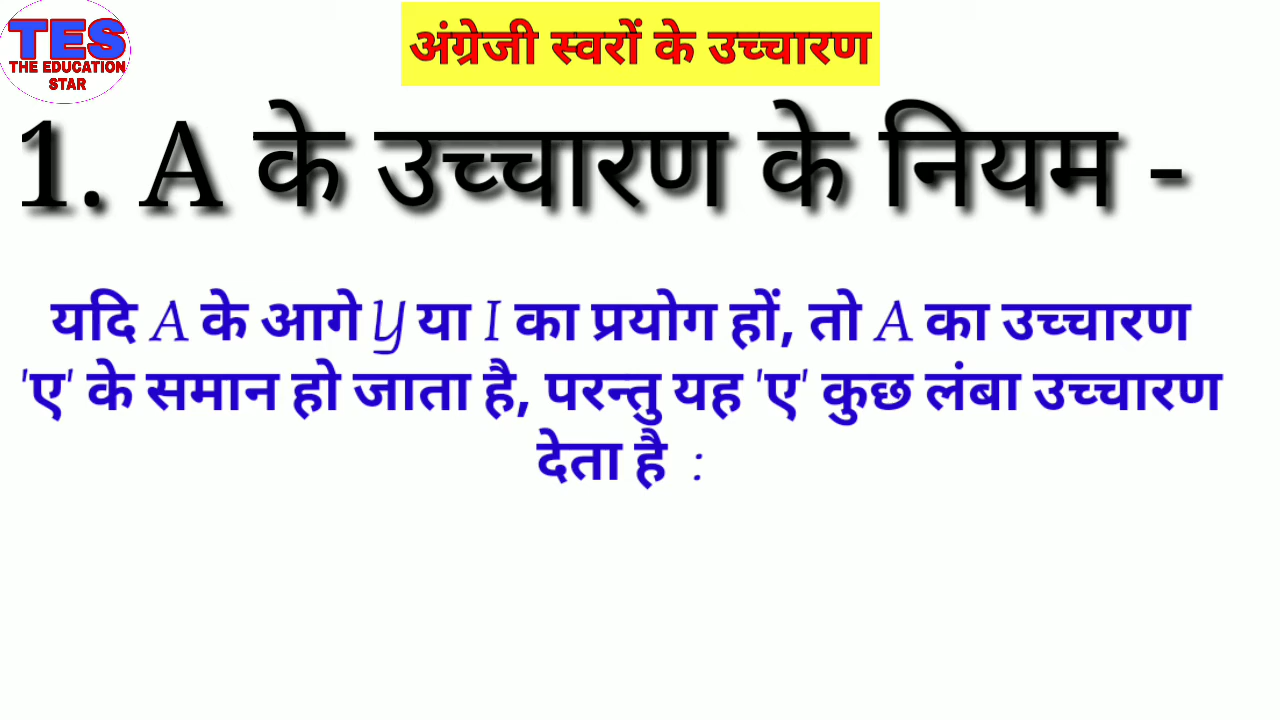 TES
THE EDUCATION
STAR
अंग्रेजी स्वरों के उच्चारण
1. A के उच्चारण के नियम -
यदि A के आगे Y या I का प्रयोग हों, तो A का उच्चारण
'ए' के समान हो जाता है, परन्तु यह 'ए' कुछ लंबा उच्चारण
देता है :